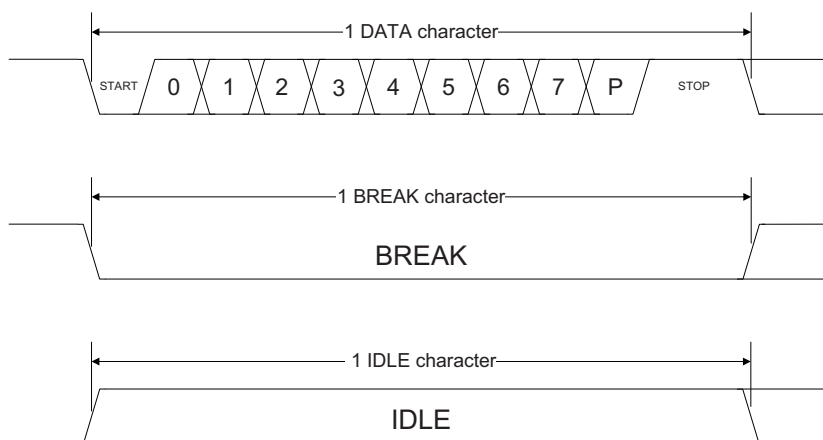 1 DATA character
START 0 1 2 3 4 5 6 7 P STOP
1 BREAK character
BREAK
1 IDLE character
IDLE